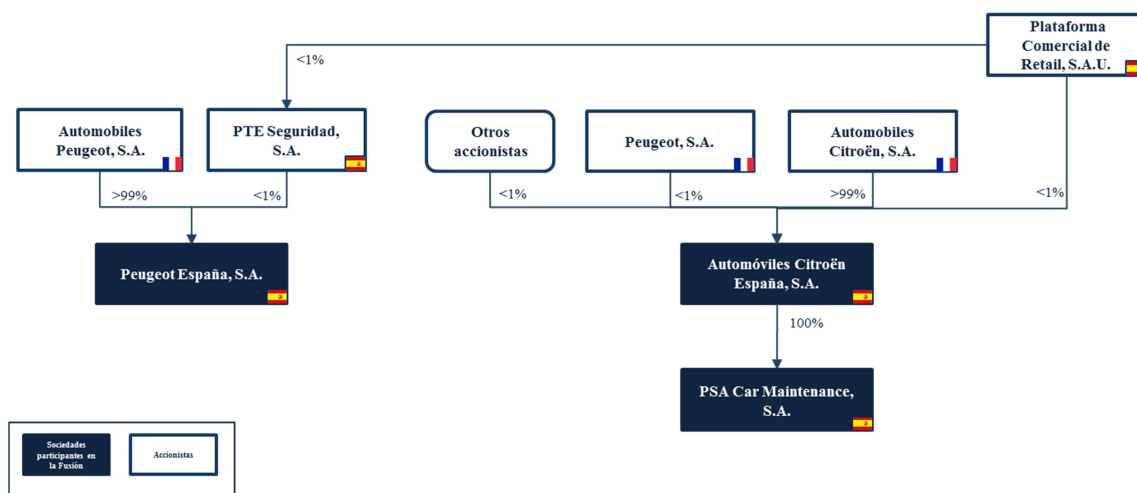 Plataforma
Comercial de
Retail, S.A.U.
<1%
Automobiles
Peugeot, S.A.
PTE Seguridad,
S.A.
Otros
accionistas
Peugeot, S.A.
Automobiles
Citroën, S.A.
>99%
<1%
<1%
<1%
>99%
<1%
Peugeot España, S.A.
Automóviles Citroën
España, S.A.
100%
PSA Car Maintenance,
S.A.
Sociedades
participantes en
la Fusión
Accionistas